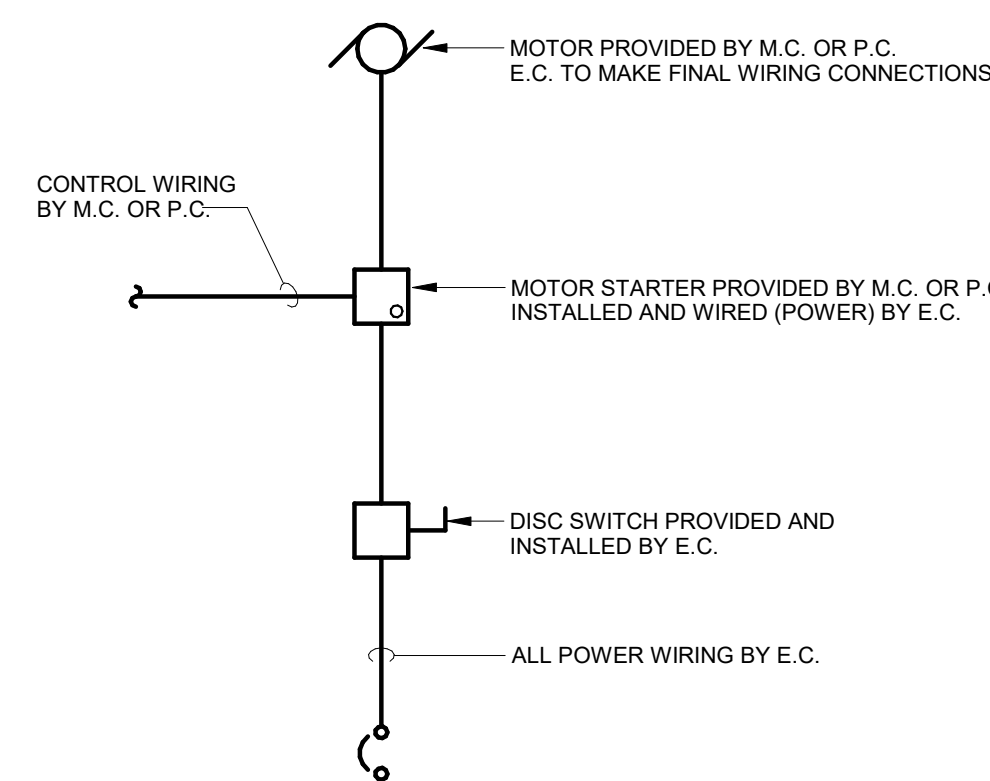 MOTOR PROVIDED BY M.C. OR P.C.
E.C. TO MAKE FINAL WIRING CONNECTIONS
CONTROL WIRING
BY M.C. OR P.C.
MOTOR STARTER PROVIDED BY M.C. OR P.C
INSTALLED AND WIRED (POWER) BY E.C.
DISC SWITCH PROVIDED AND
INSTALLED BY E.C.
ALL POWER WIRING BY E.C.